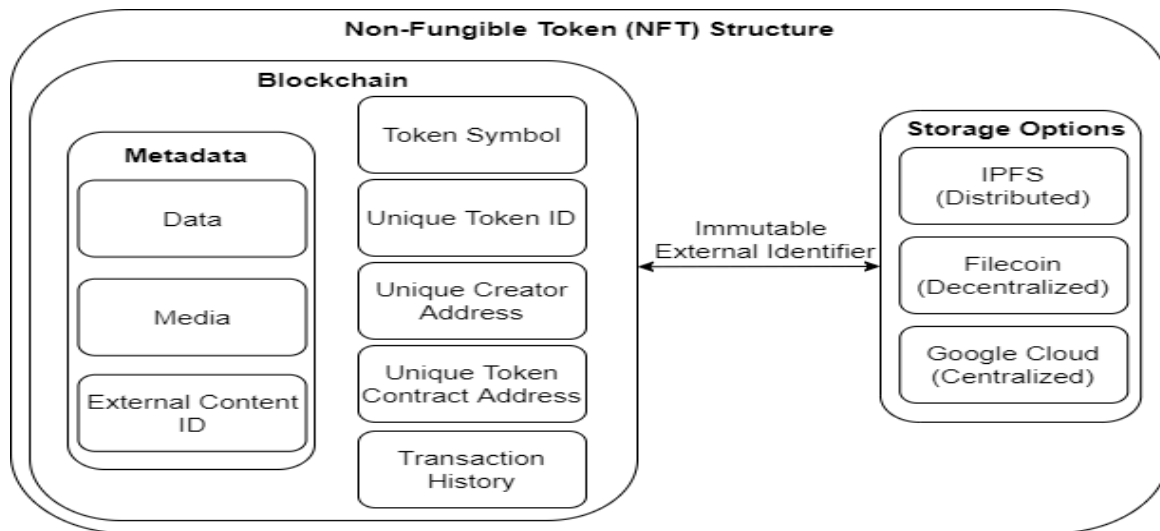 Non-Fungible Token (NFT) Structure
Blockchain
Metadata
Data
Media
External Content
ID
Token Symbol
Unique Token ID
Unique Creator
Address
Unique Token
Contract Address
Transaction
History
Immutable
External Identifier
Storage Options
IPFS
(Distributed)
Filecoin
(Decentralized)
Google Cloud
(Centralized)